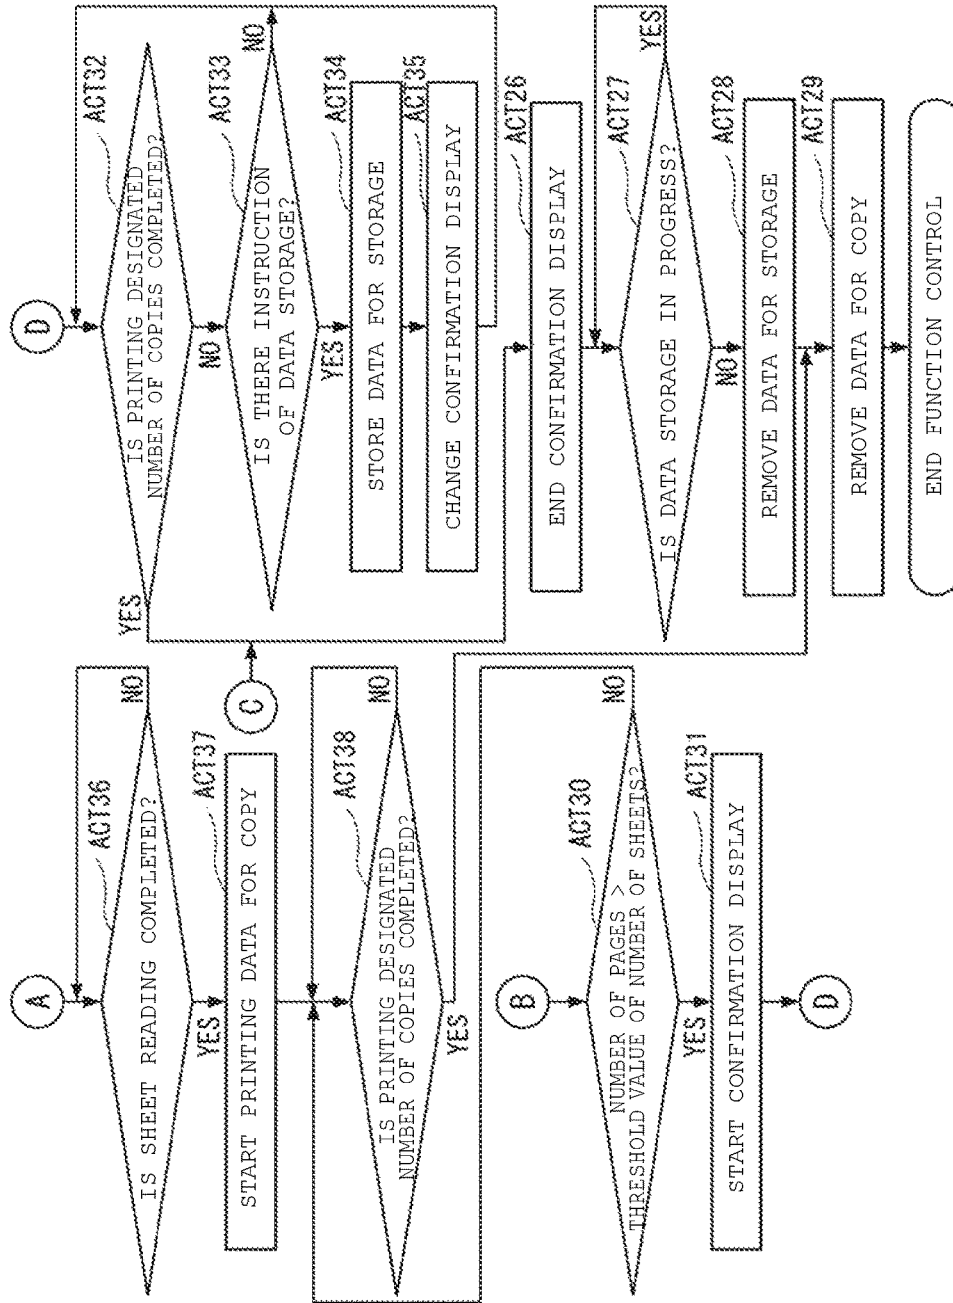 A
ACT36
IS SHEET READING COMPLETED?
NO
YES
ACT37
START PRINTING DATA FOR COPY
ACT38
IS PRINTING DESIGNATED
NUMBER OF COPIES COMPLETED?
NO
YES
B
ACT30
NUMBER OF PAGES >
THRESHOLD VALUE OF NUMBER OF SHEETS?
NO
YES
ACT31
START CONFIRMATION DISPLAY
D
D
ACT32
IS PRINTING DESIGNATED
NUMBER OF COPIES COMPLETED?
YES
NO
C
ACT33
IS THERE INSTRUCTION
OF DATA STORAGE?
NO
YES
ACT34
STORE DATA FOR STORAGE
ACT35
CHANGE CONFIRMATION DISPLAY
ACT26
END CONFIRMATION DISPLAY
ACT27
IS DATA STORAGE IN PROGRESS?
YES
NO
ACT28
REMOVE DATA FOR STORAGE
ACT29
REMOVE DATA FOR COPY
END FUNCTION CONTROL